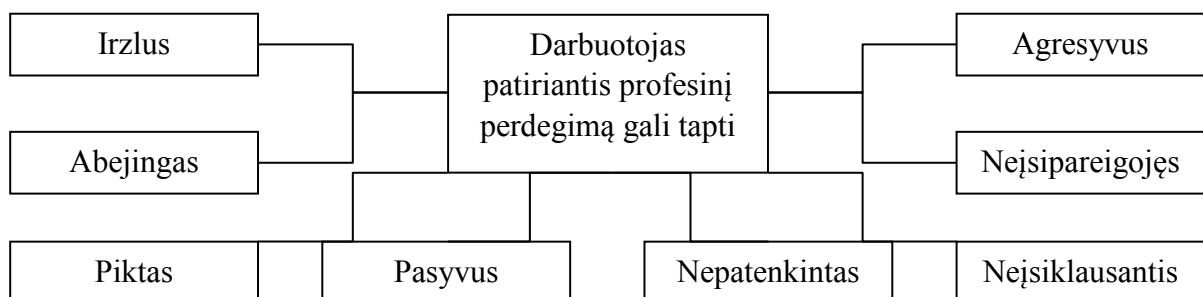 Irzlus
Darbuotojas
patiriantis profesinį
perdegimą gali tapti
Agresyvus
Abejingas
Neįsipareigojęs
Piktas
Pasyvus
Nepatenkintas
Neįsiklausantis